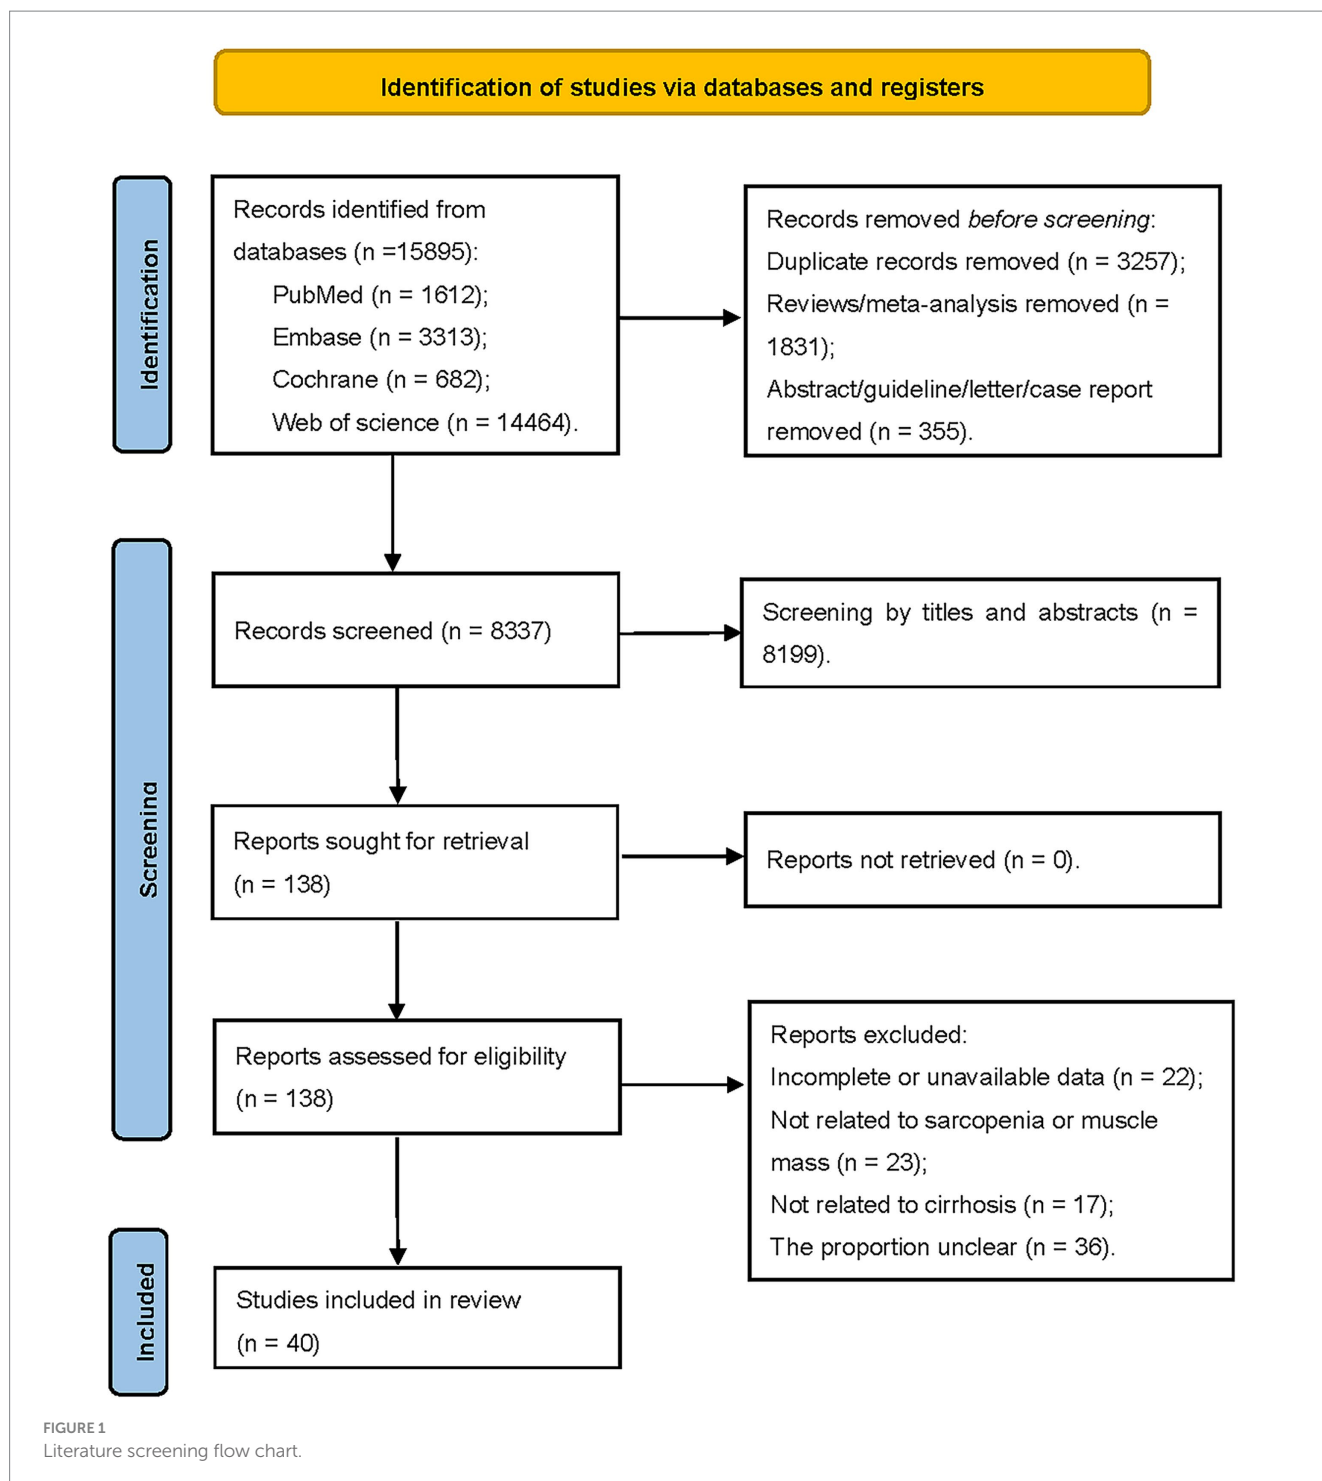 Identification of studies via databases and registers
Identification
Records identified from
databases (n =15895):
PubMed (n = 1612);
Embase (n = 3313);
Cochrane (n = 682);
Web of science (n = 14464).
Records removed before screening:
Duplicate records removed (n = 3257);
Reviews/meta-analysis removed (n =
1831);
Abstract/guideline/letter/case report
removed (n = 355).
Screening
Records screened (n = 8337)
Screening by titles and abstracts (n =
8199).
Reports sought for retrieval
(n = 138)
Reports not retrieved (n = 0).
Reports assessed for eligibility
(n = 138)
Reports excluded:
Incomplete or unavailable data (n = 22);
Not related to sarcopenia or muscle
mass (n = 23);
Not related to cirrhosis (n = 17);
The proportion unclear (n = 36).
Included
Studies included in review
(n = 40)
FIGURE 1
Literature screening flow chart.